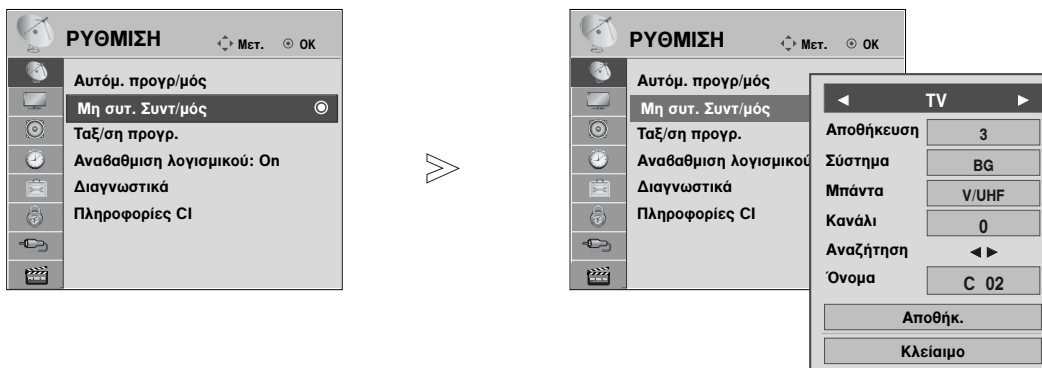 ΡΥΘΜΙΣΗ Μετ. OK
Αυτόμ. προγρ/μός
Μη συτ. Συντ/μός
Ταξ/ση προγρ.
Αναβαθμιση λογισμικού: On
Διαγνωστικά
Πληροφορίες CI
ΡΥΘΜΙΣΗ Μετ. OK
Αυτόμ. προγρ/μός
Μη συτ. Συντ/μός
Ταξ/ση προγρ.
Αναβαθμιση λογισμικού
Διαγνωστικά
Πληροφορίες CI
◄ TV ►
Αποθήκευση 3
Σύστημα BG
Μπάντα V/UHF
Κανάλι 0
Αναζήτηση ◄ ►
Όνομα C 02
Αποθήκ.
Κλείαιμο